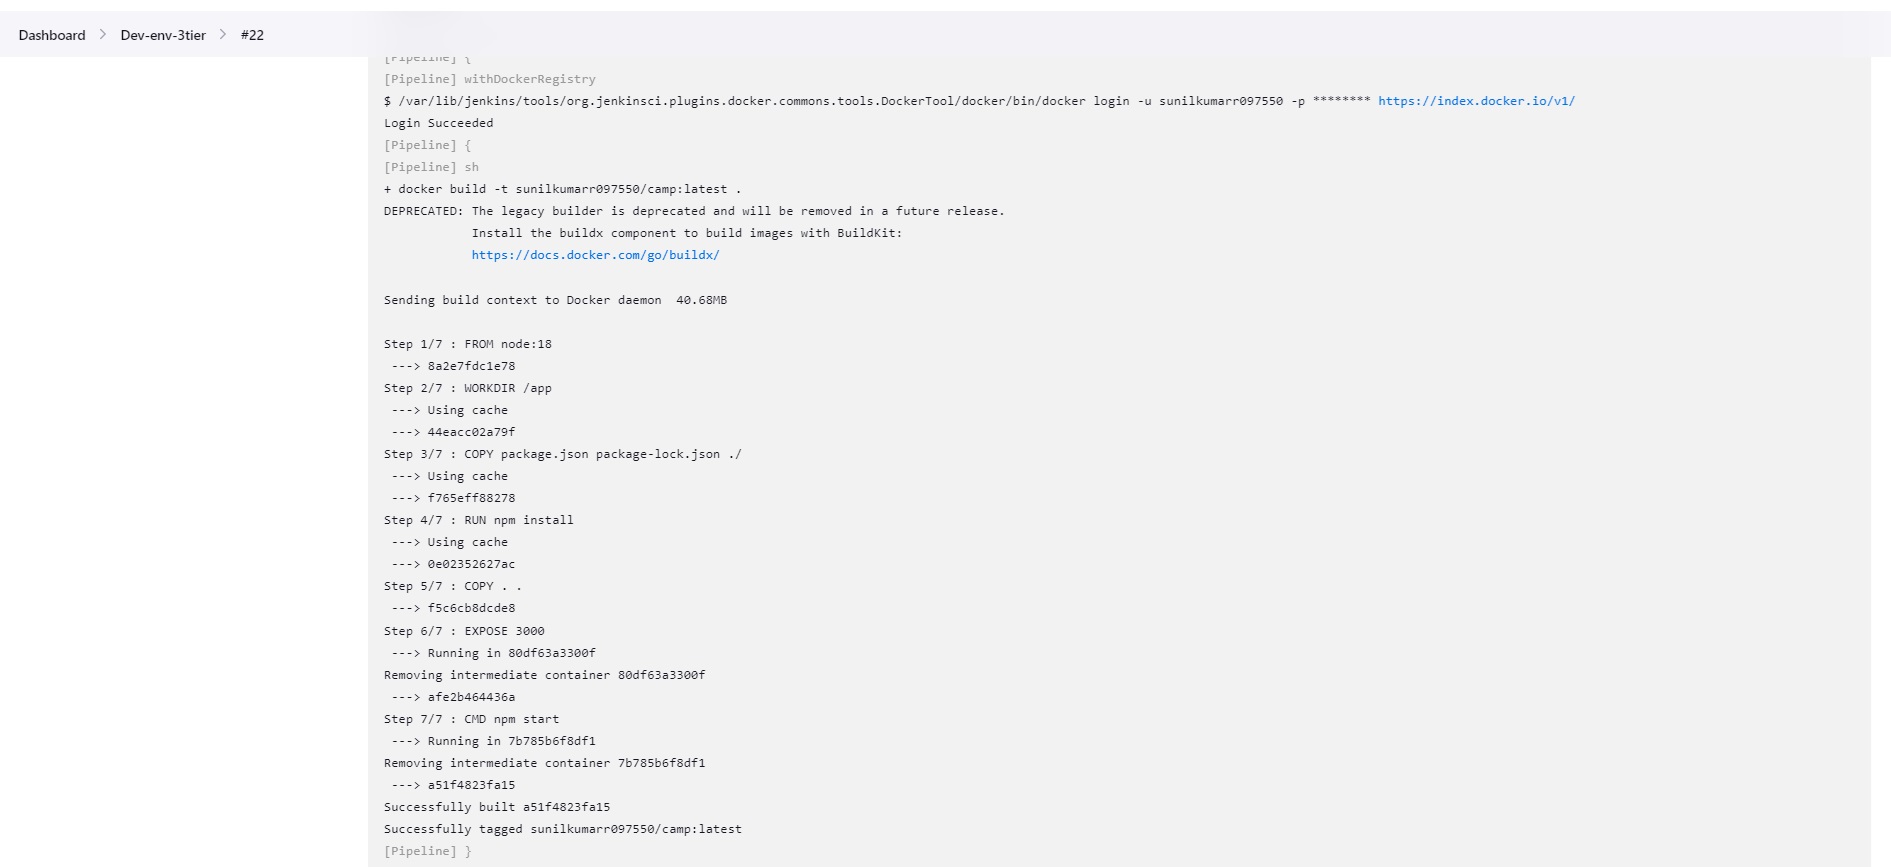 Dashboard > Dev-env-3tier > #22
[Pipeline] {
[Pipeline] withDockerRegistry
$ /var/lib/jenkins/tools/org.jenkinsci.plugins.docker.commons.tools.DockerTool/docker/bin/docker login -u sunilkumarr097550 -p ******** https://index.docker.io/v1/
Login Succeeded
[Pipeline] {
[Pipeline] sh
+ docker build -t sunilkumarr097550/camp:latest .
DEPRECATED: The legacy builder is deprecated and will be removed in a future release.
Install the buildx component to build images with BuildKit:
https://docs.docker.com/go/buildx/
Sending build context to Docker daemon  40.68MB
Step 1/7 : FROM node:18
---> 8a2e7fdc1e78
Step 2/7 : WORKDIR /app
---> Using cache
---> 44eacc02a79f
Step 3/7 : COPY package.json package-lock.json ./
---> Using cache
---> f765eff88278
Step 4/7 : RUN npm install
---> Using cache
---> 0e02352627ac
Step 5/7 : COPY . .
---> f5c6cb8dcde8
Step 6/7 : EXPOSE 3000
---> Running in 80df63a3300f
Removing intermediate container 80df63a3300f
---> afe2b464436a
Step 7/7 : CMD npm start
---> Running in 7b785b6f8df1
Removing intermediate container 7b785b6f8df1
---> a51f4823fa15
Successfully built a51f4823fa15
Successfully tagged sunilkumarr097550/camp:latest
[Pipeline] }